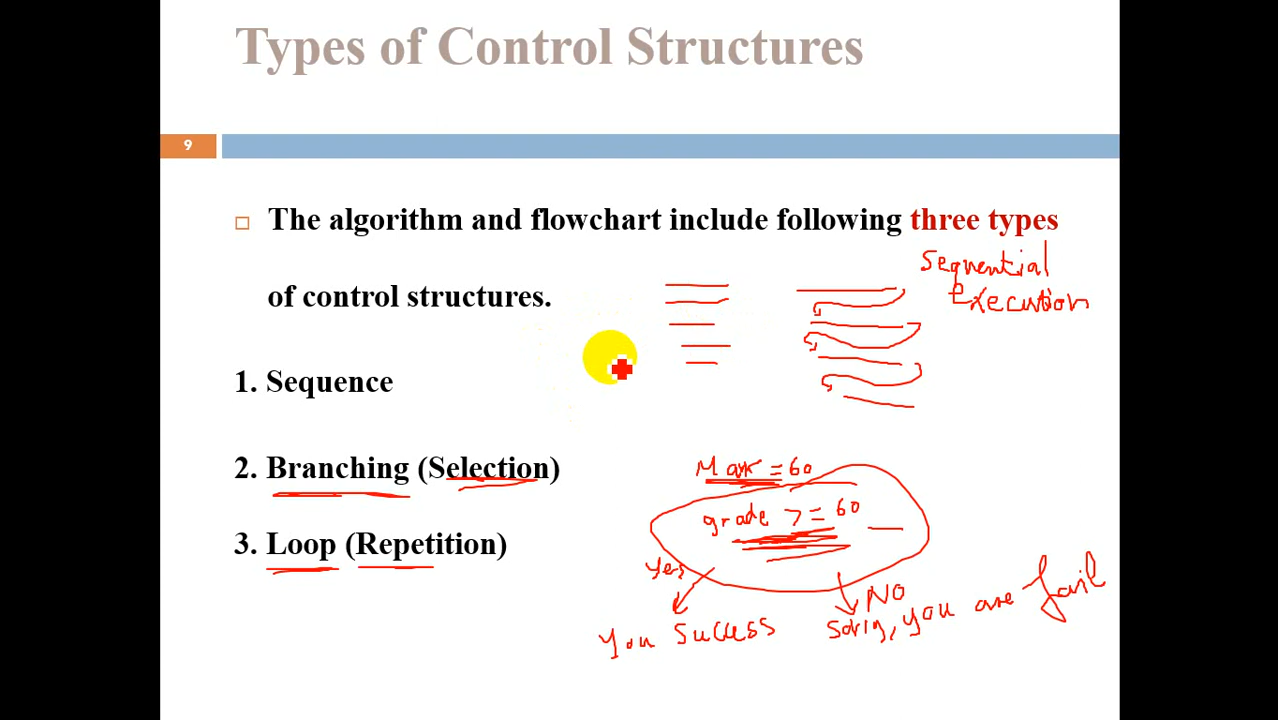 Types of Control Structures
9
The algorithm and flowchart include following three types
of control structures.
Sequential
Execution
1. Sequence
2. Branching (Selection)
3. Loop (Repetition)
Mark = 60
grade >= 60
Yes
NO
You Success
Sorry, you are fail